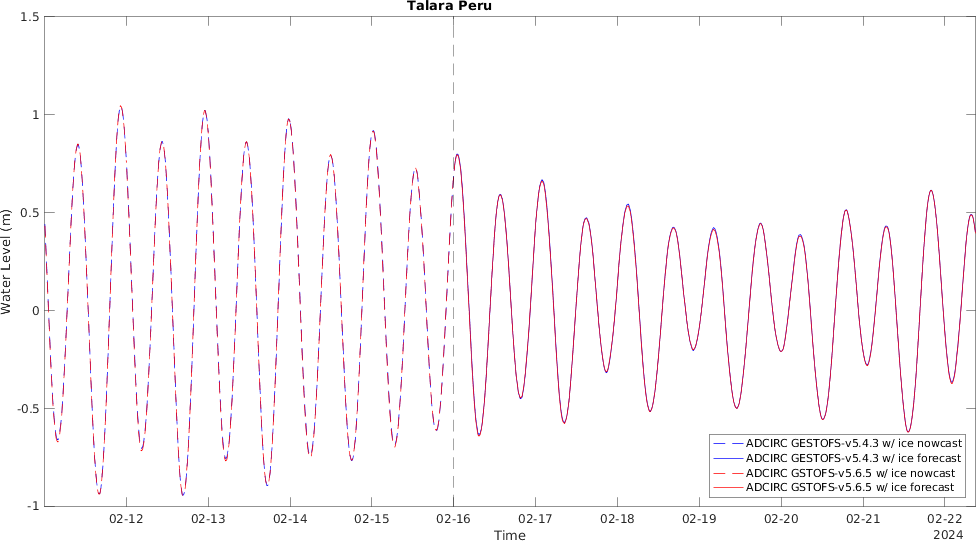 Talara Peru
1.5
1
0.5
0
-0.5
-1
Water Level (m)
ADCIRC GESTOFS-v5.4.3 w/ ice nowcast
ADCIRC GESTOFS-v5.4.3 w/ ice forecast
ADCIRC GSTOFS-v5.6.5 w/ ice nowcast
ADCIRC GSTOFS-v5.6.5 w/ ice forecast
02-12 02-13 02-14 02-15 02-16 02-17 02-18 02-19 02-20 02-21 02-22
Time 2024